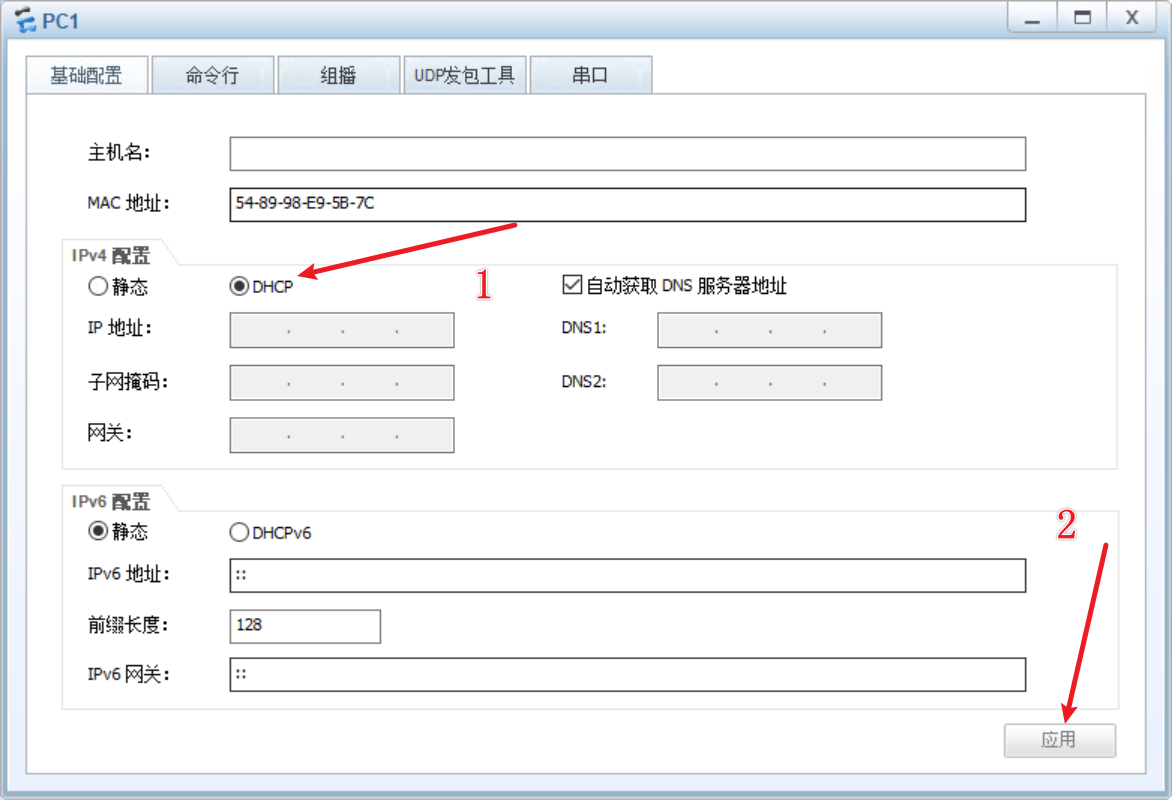 PC1
基础配置 命令行 组播 UDP发包工具 串口
主机名:
MAC 地址: 54-89-98-E9-5B-7C
IPv4 配置
静态 DHCP 1 自动获取 DNS 服务器地址
IP 地址: . . . DNS1: . . .
子网掩码: . . . DNS2: . . .
网关: . . .
IPv6 配置
静态 DHCPv6 2
IPv6 地址: ::
前缀长度: 128
IPv6 网关: ::
应用